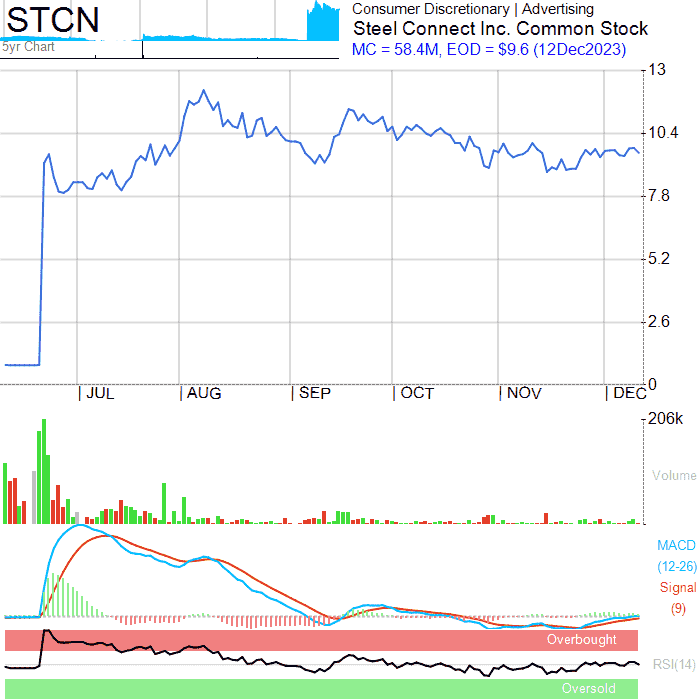 STCN
5yr Chart
Consumer Discretionary | Advertising
Steel Connect Inc. Common Stock
MC = 58.4M, EOD = $9.6 (12Dec2023)
13
10.4
7.8
5.2
2.6
0
| JUL | AUG | SEP | OCT | NOV | DEC
206k
Volume
MACD
(12-26)
Signal
(9)
Overbought
RSI(14)
Oversold